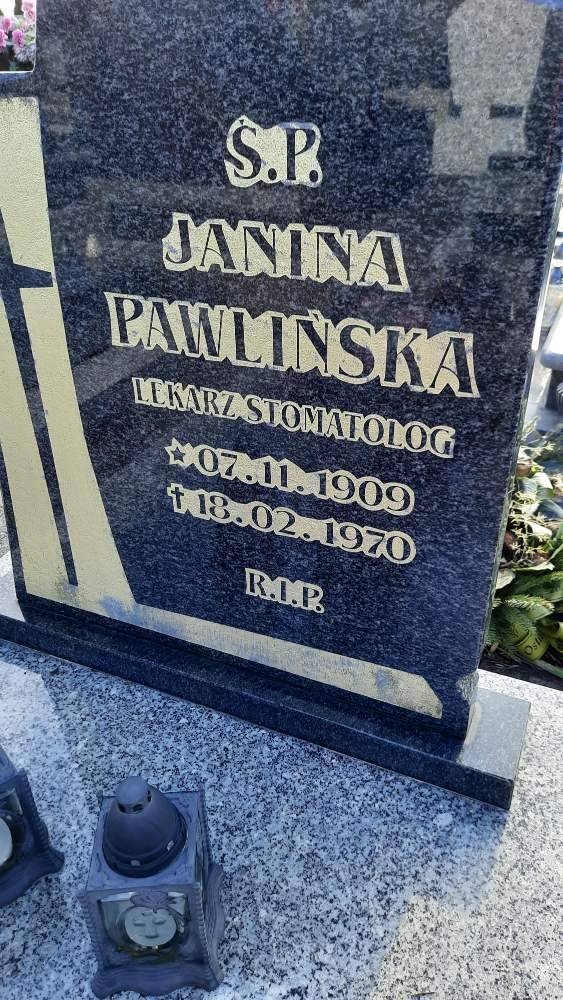 Ś.P.
JANINA
PAWLIŃSKA
LEKARZ STOMATOLOG
★ 07.11.1909
✝ 18.02.1970
R.I.P.